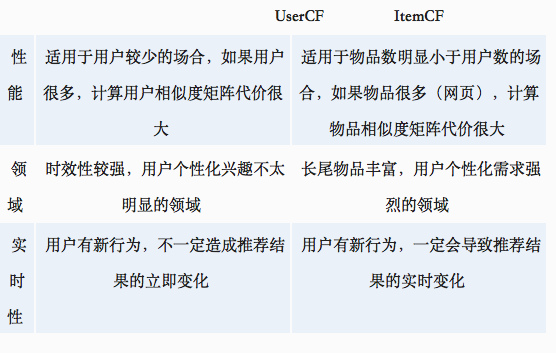 UserCF ItemCF
性能
适用于用户较少的场合，如果用户
很多，计算用户相似度矩阵代价很
大
适用于物品数明显小于用户数的场
合，如果物品很多（网页），计算
物品相似度矩阵代价很大
领域
时效性较强，用户个性化兴趣不太
明显的领域
长尾物品丰富，用户个性化需求强
烈的领域
实时性
用户有新行为，不一定造成推荐结
果的立即变化
用户有新行为，一定会导致推荐结
果的实时变化